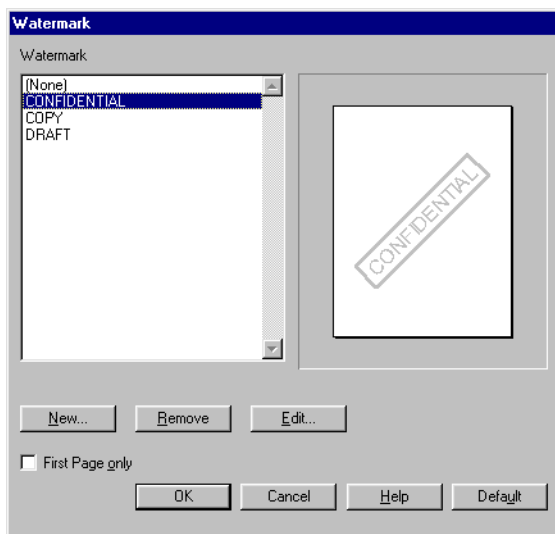 Watermark
Watermark
(None)
CONFIDENTIAL
COPY
DRAFT
CONFIDENTIAL
New... Remove Edit...
First Page only
OK Cancel Help Default